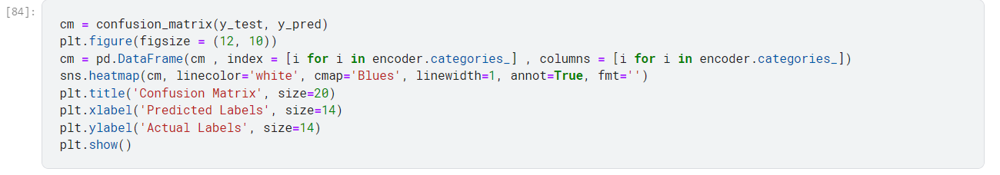 [84]:
cm = confusion_matrix(y_test, y_pred)
plt.figure(figsize = (12, 10))
cm = pd.DataFrame(cm , index = [i for i in encoder.categories_] , columns = [i for i in encoder.categories_])
sns.heatmap(cm, linecolor='white', cmap='Blues', linewidth=1, annot=True, fmt='')
plt.title('Confusion Matrix', size=20)
plt.xlabel('Predicted Labels', size=14)
plt.ylabel('Actual Labels', size=14)
plt.show()